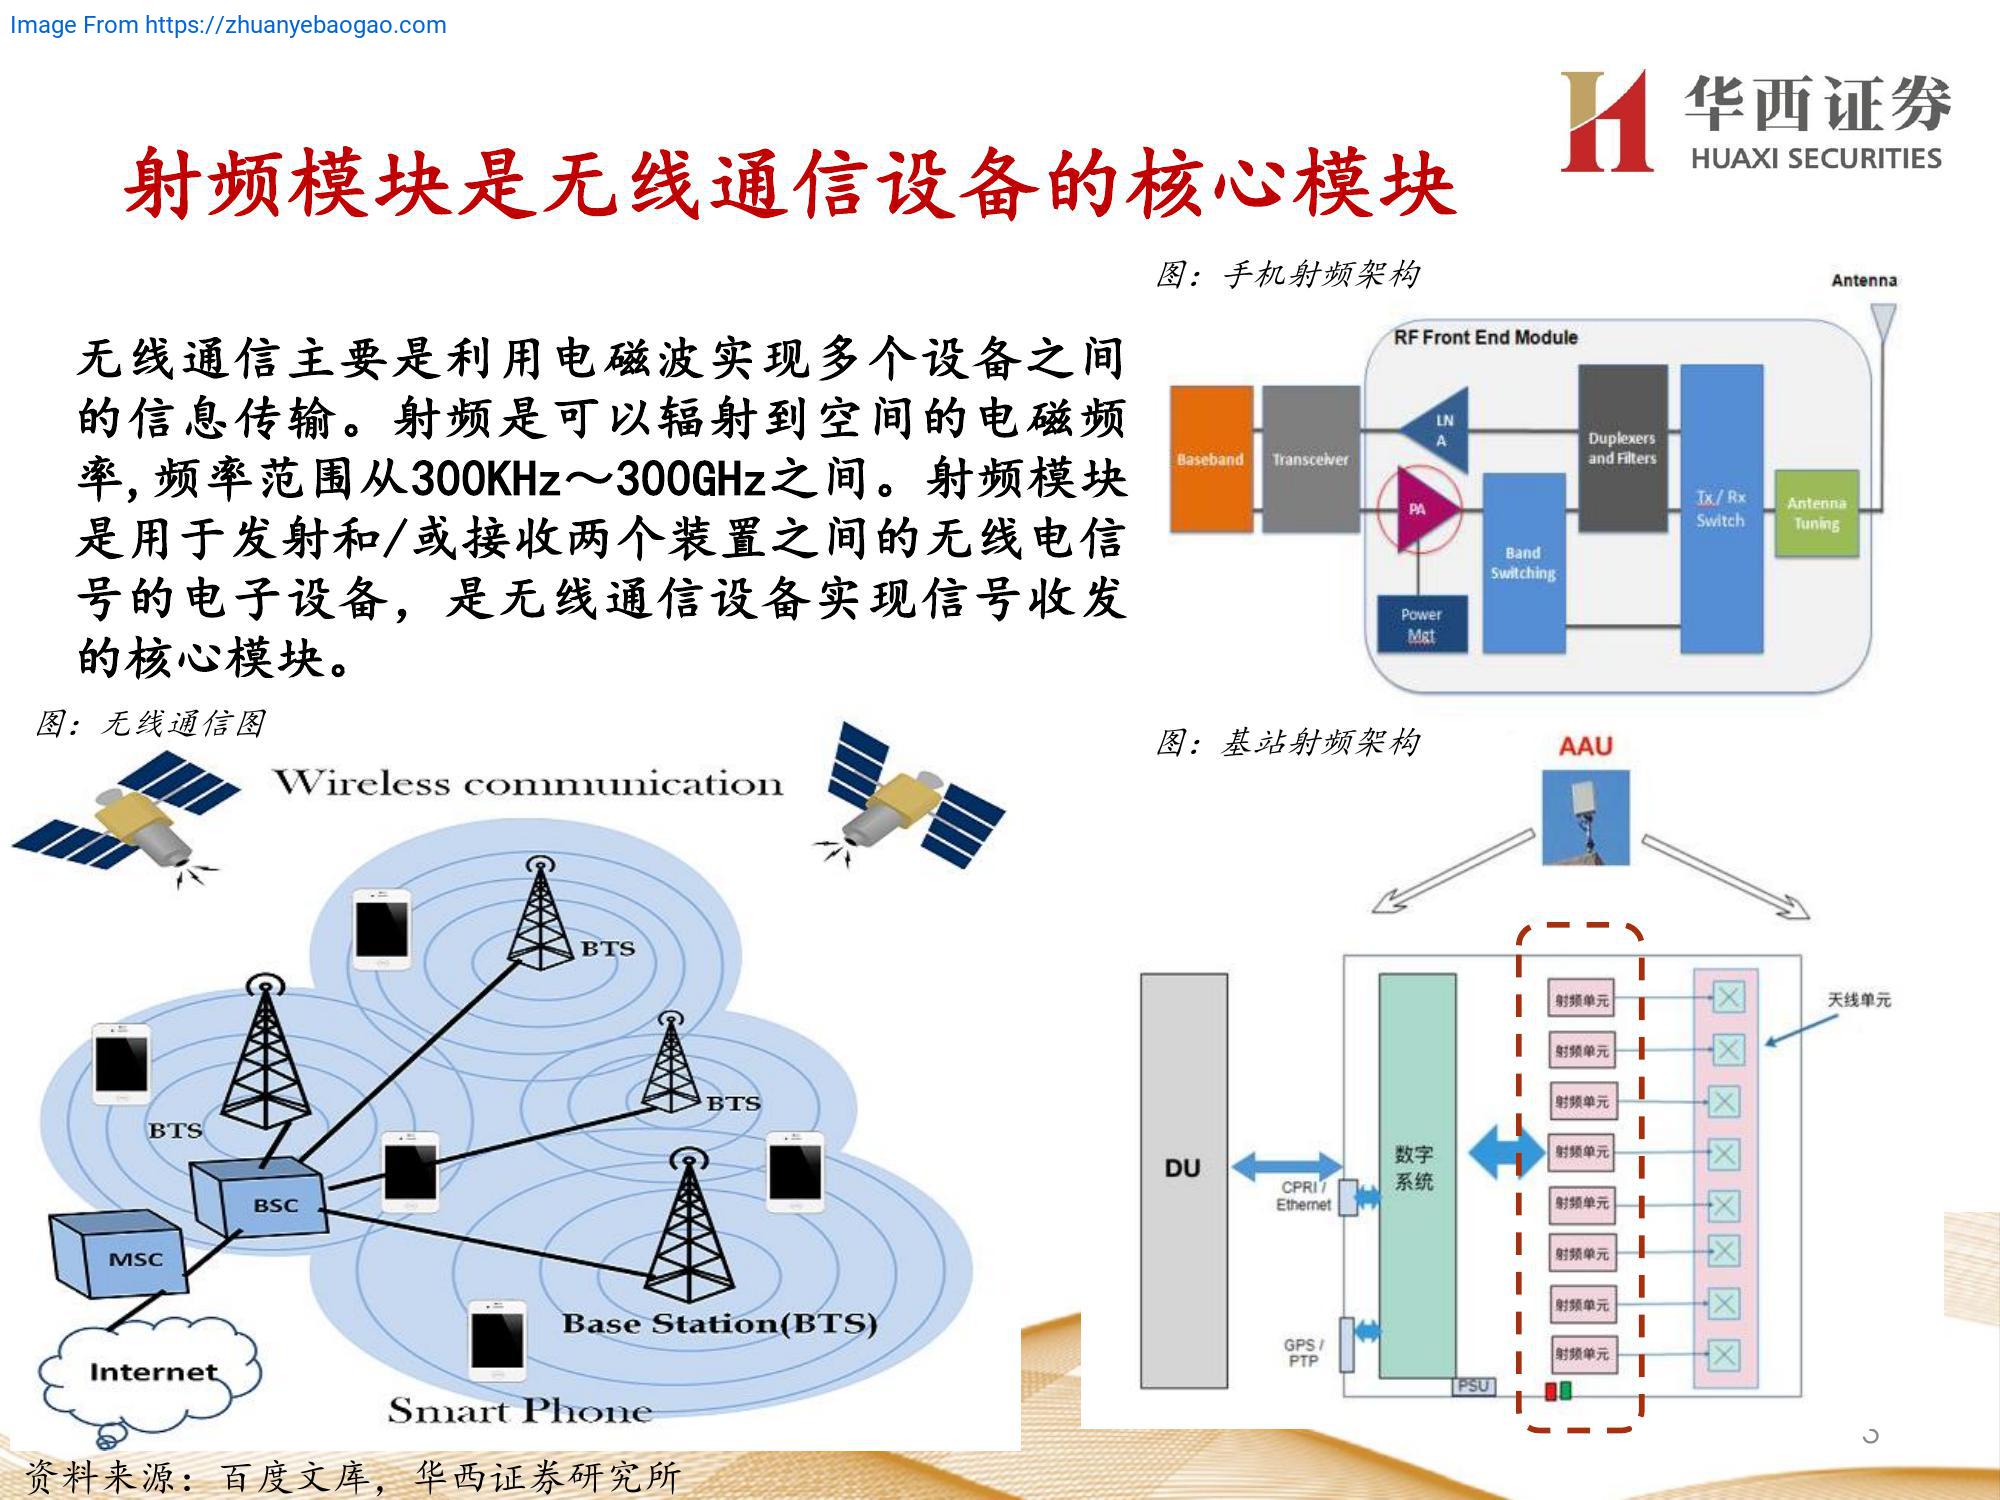 Image From https://zhuanyebaogao.com
华西证券
HUAXI SECURITIES
射频模块是无线通信设备的核心模块
无线通信主要是利用电磁波实现多个设备之间
的信息传输。射频是可以辐射到空间的电磁频
率,频率范围从300KHz～300GHz之间。射频模块
是用于发射和/或接收两个装置之间的无线电信
号的电子设备，是无线通信设备实现信号收发
的核心模块。
图：手机射频架构
Antenna
RF Front End Module
Baseband
Transceiver
LN
A
PA
Power
Mgt
Band
Switching
Duplexers
and Filters
Tx / Rx
Switch
Antenna
Tuning
图：无线通信图
Wireless communication
BTS
BTS
BTS
BSC
MSC
Internet
Base Station(BTS)
Smart Phone
图：基站射频架构
AAU
DU
CPRI /
Ethernet
GPS /
PTP
数字
系统
PSU
射频单元
射频单元
射频单元
射频单元
射频单元
射频单元
射频单元
射频单元
天线单元
3
资料来源：百度文库，华西证券研究所